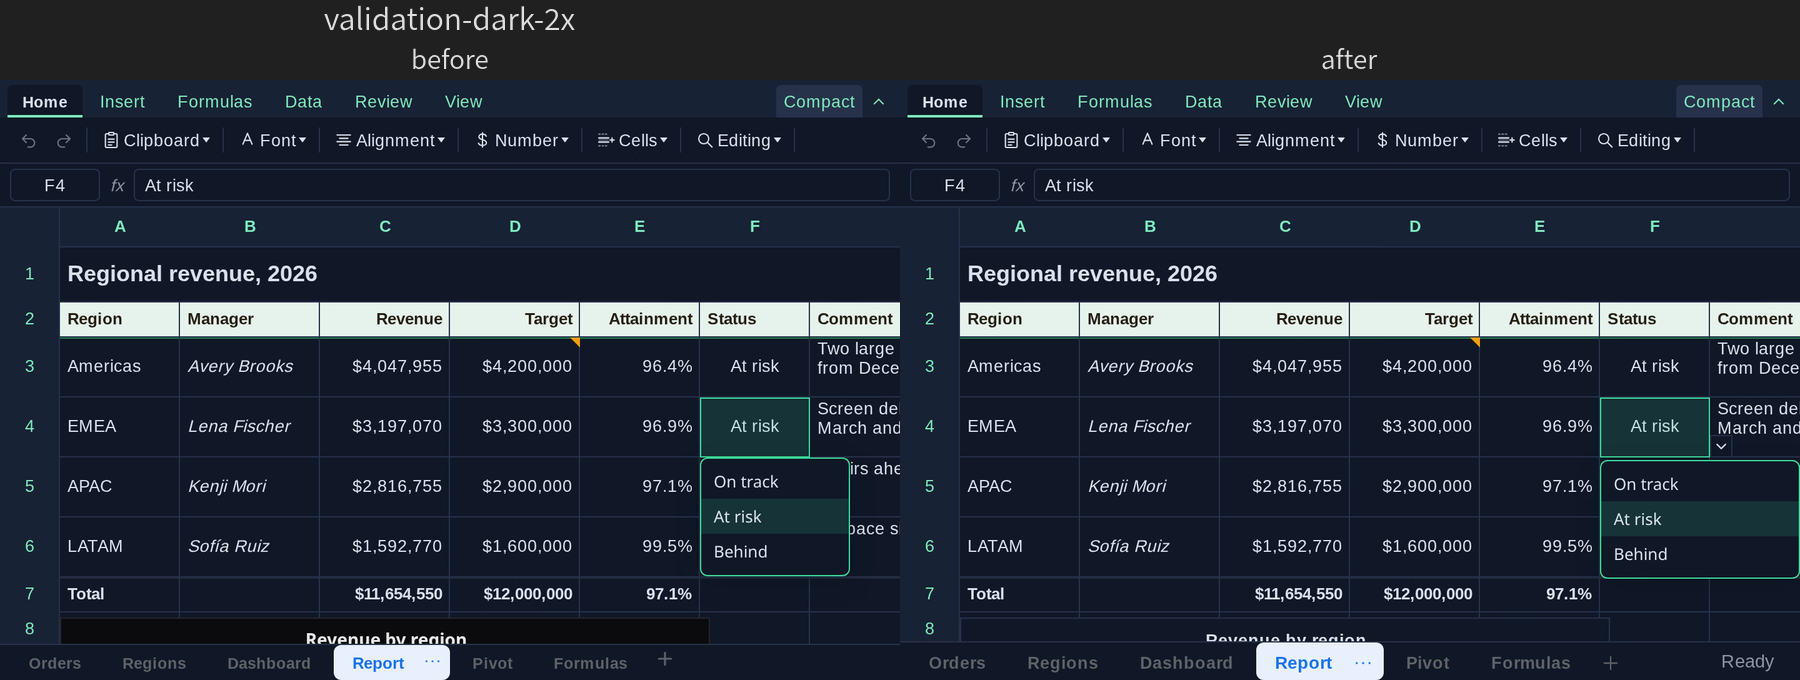 validation-dark-2x
before
after
Home Insert Formulas Data Review View Compact
Clipboard Font Alignment $ Number Cells Editing
F4 fx At risk
A B C D E F
1 Regional revenue, 2026
2 Region Manager Revenue Target Attainment Status Comment
3 Americas Avery Brooks $4,047,955 $4,200,000 96.4% At risk Two large
from Dece
4 EMEA Lena Fischer $3,197,070 $3,300,000 96.9% At risk Screen de
March and
5 APAC Kenji Mori $2,816,755 $2,900,000 97.1% irs ahe
6 LATAM Sofía Ruiz $1,592,770 $1,600,000 99.5% pace s
On track
At risk
Behind
7 Total $11,654,550 $12,000,000 97.1%
8 Revenue by region
Orders Regions Dashboard Report ... Pivot Formulas +
Home Insert Formulas Data Review View Compact
Clipboard Font Alignment $ Number Cells Editing
F4 fx At risk
A B C D E F
1 Regional revenue, 2026
2 Region Manager Revenue Target Attainment Status Comment
3 Americas Avery Brooks $4,047,955 $4,200,000 96.4% At risk Two large
from Dece
4 EMEA Lena Fischer $3,197,070 $3,300,000 96.9% At risk Screen de
March and
5 APAC Kenji Mori $2,816,755 $2,900,000 97.1%
6 LATAM Sofía Ruiz $1,592,770 $1,600,000 99.5%
On track
At risk
Behind
7 Total $11,654,550 $12,000,000 97.1%
8 Revenue by region
Orders Regions Dashboard Report ... Pivot Formulas + Ready